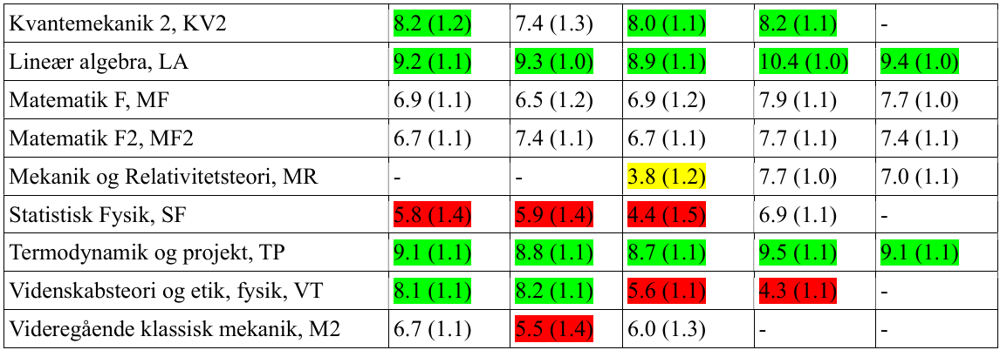 Kvantemekanik 2, KV2 8.2 (1.2) 7.4 (1.3) 8.0 (1.1) 8.2 (1.1) -
Lineær algebra, LA 9.2 (1.1) 9.3 (1.0) 8.9 (1.1) 10.4 (1.0) 9.4 (1.0)
Matematik F, MF 6.9 (1.1) 6.5 (1.2) 6.9 (1.2) 7.9 (1.1) 7.7 (1.0)
Matematik F2, MF2 6.7 (1.1) 7.4 (1.1) 6.7 (1.1) 7.7 (1.1) 7.4 (1.1)
Mekanik og Relativitetsteori, MR - - 3.8 (1.2) 7.7 (1.0) 7.0 (1.1)
Statistisk Fysik, SF 5.8 (1.4) 5.9 (1.4) 4.4 (1.5) 6.9 (1.1) -
Termodynamik og projekt, TP 9.1 (1.1) 8.8 (1.1) 8.7 (1.1) 9.5 (1.1) 9.1 (1.1)
Videnskabsteori og etik, fysik, VT 8.1 (1.1) 8.2 (1.1) 5.6 (1.1) 4.3 (1.1) -
Videregående klassisk mekanik, M2 6.7 (1.1) 5.5 (1.4) 6.0 (1.3) - -